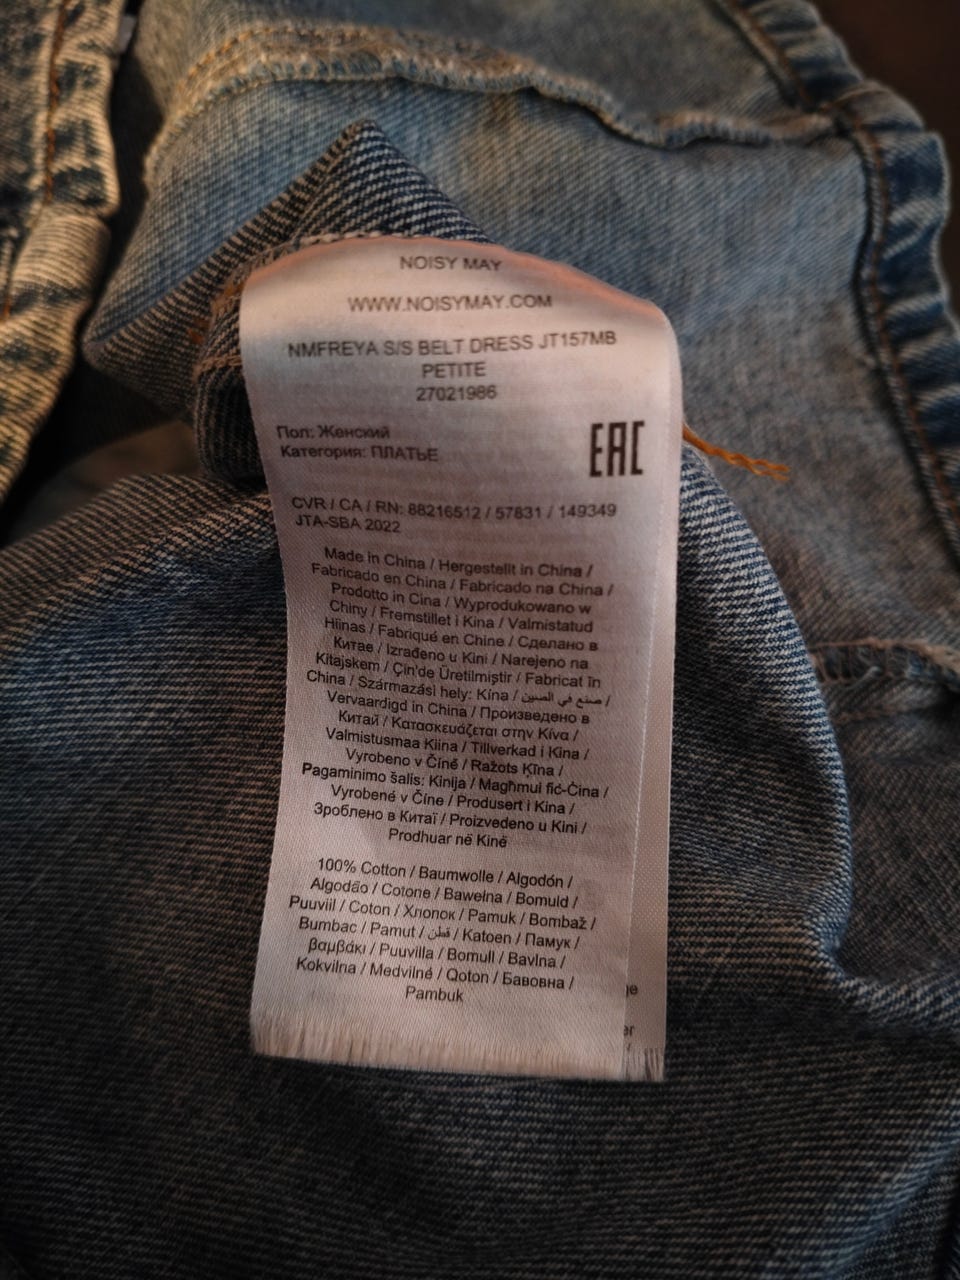 NOISY MAY
WWW.NOISYMAY.COM
NMFREYA S/S BELT DRESS JT157MB
PETITE
27021986
Пол: Женский
Категория: ПЛАТЬЕ
EAC
CVR / CA / RN: 88216512 / 57831 / 149349
JTA-SBA 2022
Made in China / Hergestellt in China /
Fabricado en China / Fabricado na China /
Prodotto in Cina / Wyprodukowano w
Chiny / Fremstillet i Kina / Valmistatud
Hiinas / Fabriqué en Chine / Сделано в
Китае / Izrađeno u Kini / Narejeno na
Kitajskem / Çin'de Üretilmiştir / Fabricat în
China / Származási hely: Kína / صنع في الصين /
Vervaardigd in China / Произведено в
Китай / Κατασκευάζεται στην Κίνα /
Valmistusmaa Kiina / Tillverkad i Kina /
Vyrobeno v Číně / Ražots Ķīna /
Pagaminimo šalis: Kinija / Magħmul fiċ-Ċina /
Vyrobené v Číne / Produsert i Kina /
Зроблено в Китаї / Proizvedeno u Kini /
Prodhuar në Kinë
100% Cotton / Baumwolle / Algodón /
Algodão / Cotone / Bawełna / Bomuld /
Puuviil / Coton / Хлопок / Pamuk / Bombaž /
Bumbac / Pamut / قطن / Katoen / Памук /
βαμβάκι / Puuvilla / Bomull / Bavlna /
Kokvilna / Medvilnė / Qoton / Бавовна /
Pambuk